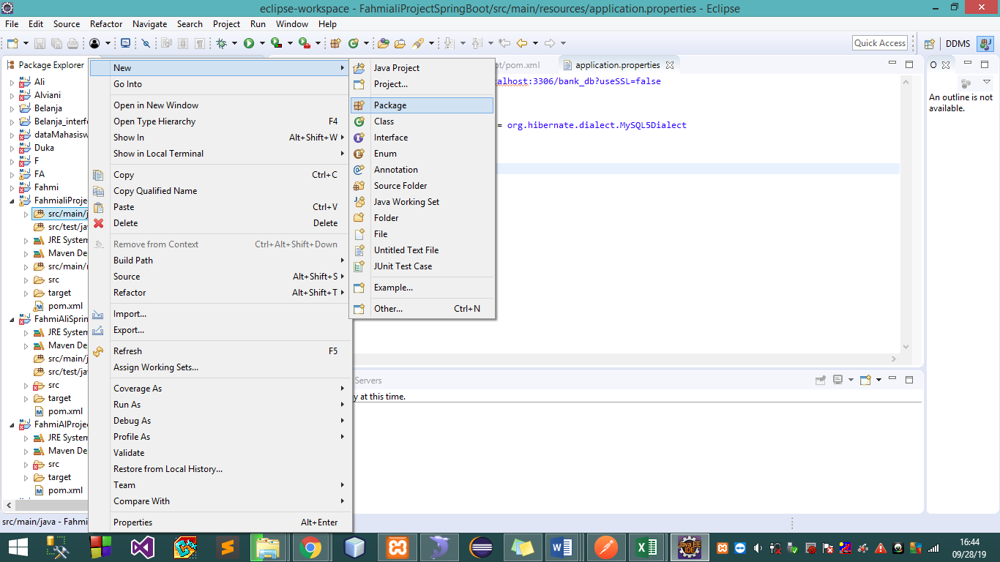 eclipse-workspace - FahmialiProjectSpringBoot/src/main/resources/application.properties - Eclipse
File Edit Source Refactor Navigate Search Project Run Window Help
Quick Access
DDMS
Package Explorer
Ali
Alviani
Belanja
Belanja_interf
dataMahasisw
Duka
F
FA
Fahmi
FahmialiProje
src/main/j
src/test/jav
JRE System
Maven De
src/main/r
src
target
pom.xml
FahmiAliSprin
JRE System
Maven De
src/main/j
src/test/jav
src
target
pom.xml
FahmiAlProje
JRE System
Maven De
src
target
pom.xml
src/main/java - Fahmi
New
Go Into
Open in New Window
Open Type Hierarchy F4
Show In Alt+Shift+W
Show in Local Terminal
Copy Ctrl+C
Copy Qualified Name
Paste Ctrl+V
Delete Delete
Remove from Context Ctrl+Alt+Shift+Down
Build Path
Source Alt+Shift+S
Refactor Alt+Shift+T
Import...
Export...
Refresh F5
Assign Working Sets...
Coverage As
Run As
Debug As
Profile As
Validate
Restore from Local History...
Team
Compare With
Properties Alt+Enter
Java Project
Project...
Package
Class
Interface
Enum
Annotation
Source Folder
Java Working Set
Folder
File
Untitled Text File
JUnit Test Case
Example...
Other... Ctrl+N
t/pom.xml
application.properties
alhost:3306/bank_db?useSSL=false
= org.hibernate.dialect.MySQL5Dialect
Servers
y at this time.
O
An outline is not
available.
Java EE
IDE
16:44
09/28/19